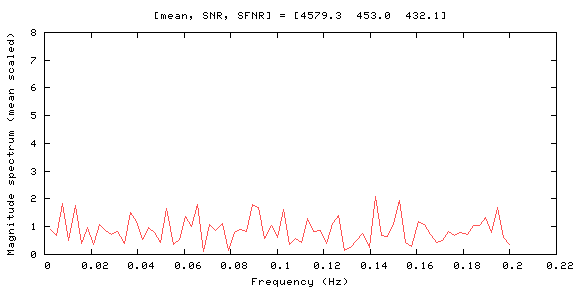 [mean, SNR, SFNR] = [4579.3  453.0  432.1]
Magnitude spectrum (mean scaled)
8
7
6
5
4
3
2
1
0
0 0.02 0.04 0.06 0.08 0.1 0.12 0.14 0.16 0.18 0.2 0.22
Frequency (Hz)